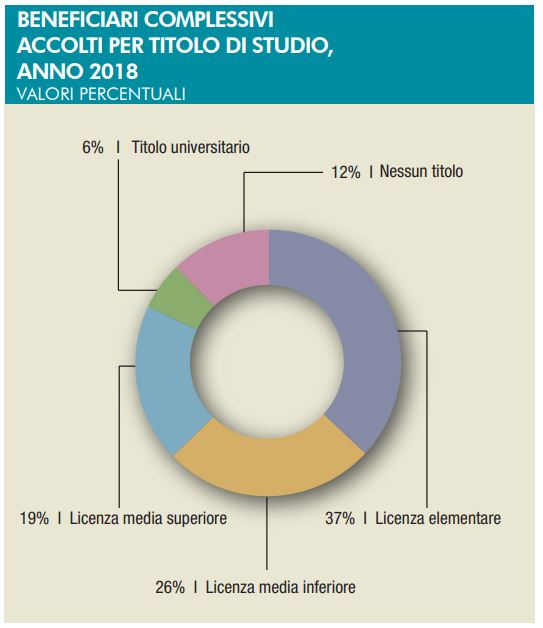 BENEFICIARI COMPLESSIVI
ACCOLTI PER TITOLO DI STUDIO,
ANNO 2018
VALORI PERCENTUALI
6% I Titolo universitario
12% I Nessun titolo
19% I Licenza media superiore
37% I Licenza elementare
26% I Licenza media inferiore